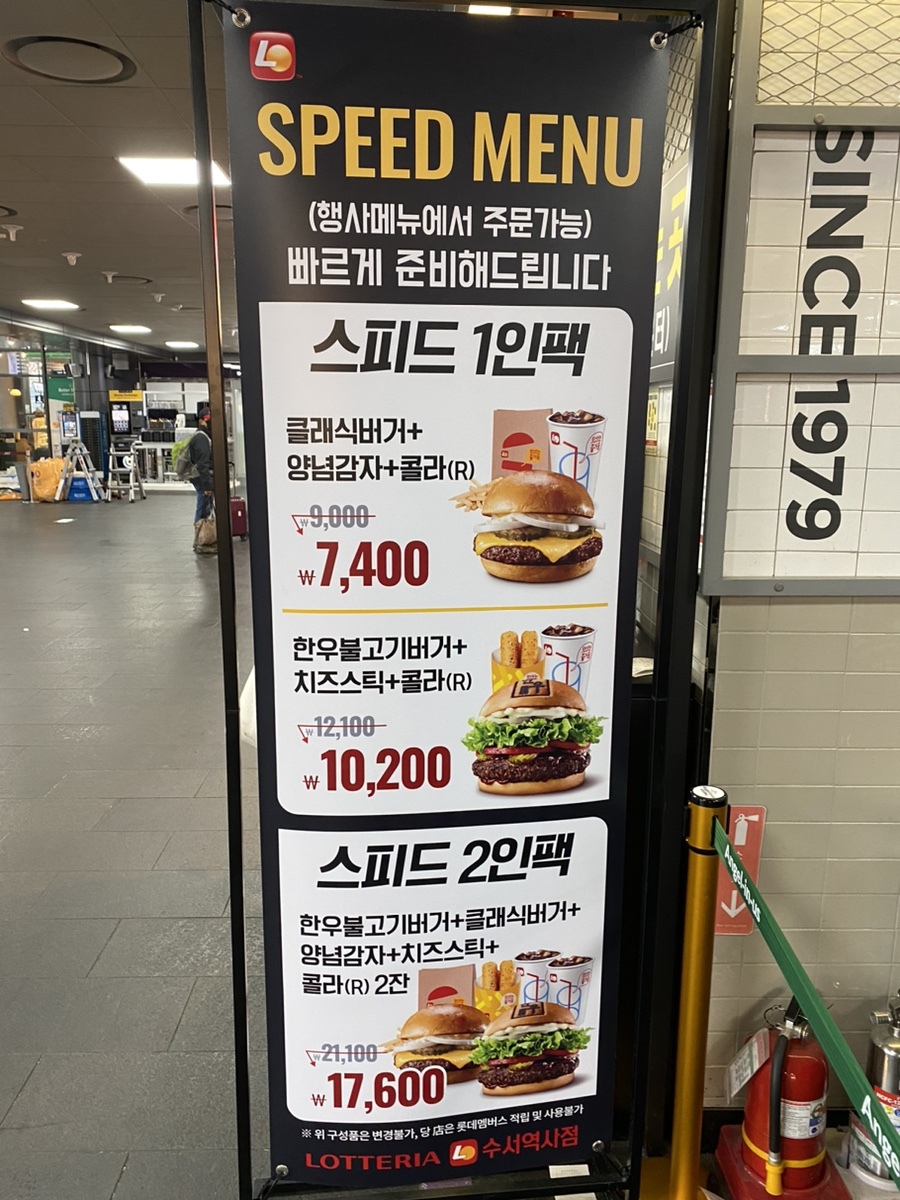 SPEED MENU
(행사메뉴에서 주문가능)
빠르게 준비해드립니다
스피드 1인팩
클래식버거+
양념감자+콜라(R)
₩9,000
₩7,400
한우불고기버거+
치즈스틱+콜라(R)
₩12,100
₩10,200
스피드 2인팩
한우불고기버거+클래식버거+
양념감자+치즈스틱+
콜라(R) 2잔
₩21,100
₩17,600
※ 위 구성품은 변경불가, 당 店은 롯데멤버스 적립 및 사용불가
LOTTERIA 수서역사점
SINCE 1979
Angel-in-us
Ange